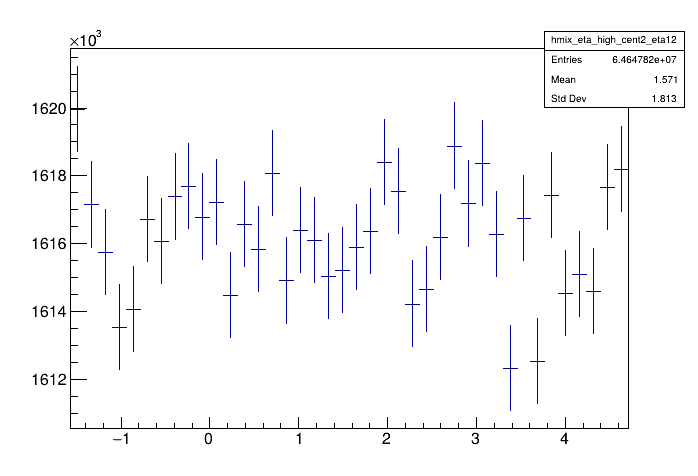 ×10³
hmix_eta_high_cent2_eta12
Entries 6.464782e+07
Mean 1.571
Std Dev 1.813
1620
1618
1616
1614
1612
−1 0 1 2 3 4